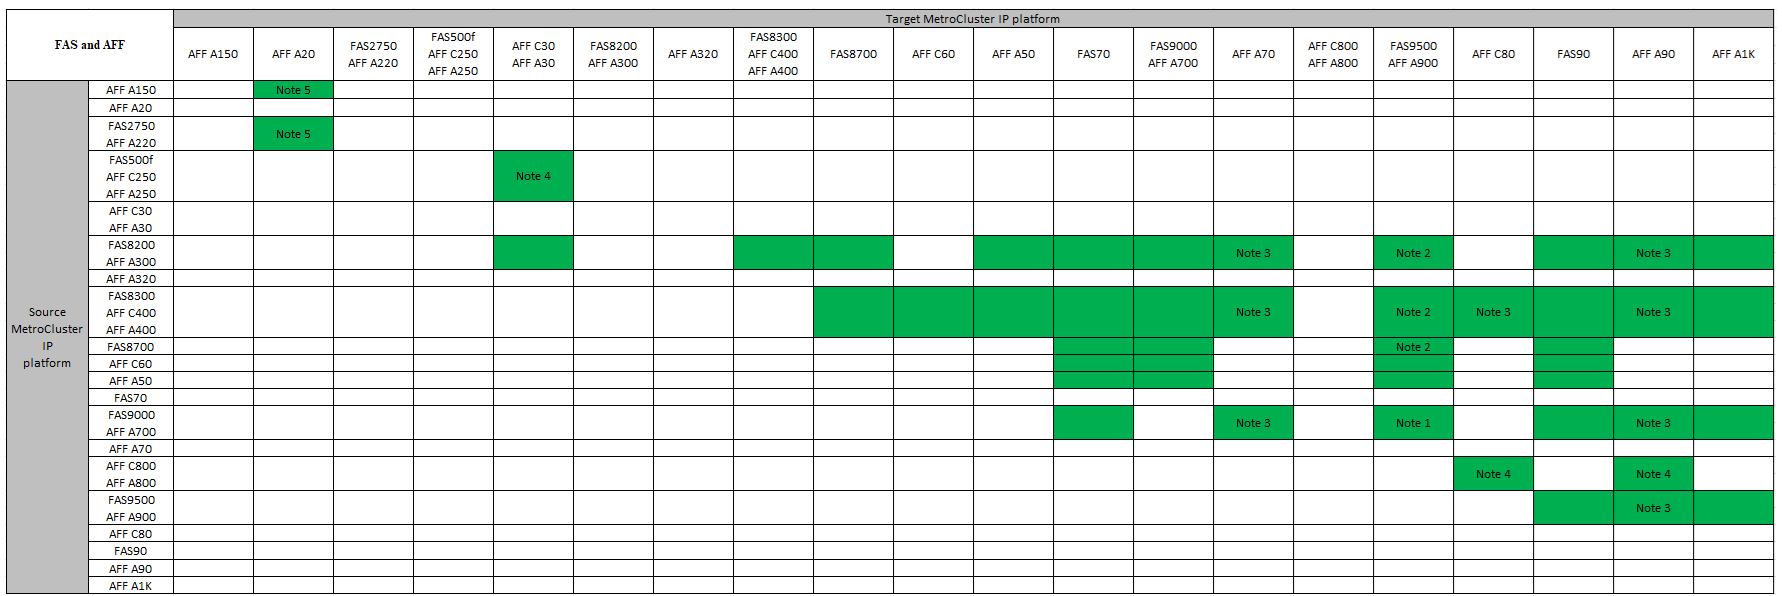 Target MetroCluster IP platform
FAS and AFF
AFF A150
AFF A20
FAS2750
AFF A220
FAS500f
AFF C250
AFF A250
AFF C30
AFF A30
FAS8200
AFF A300
AFF A320
FAS8300
AFF C400
AFF A400
FAS8700
AFF C60
AFF A50
FAS70
FAS9000
AFF A700
AFF A70
AFF C800
AFF A800
FAS9500
AFF A900
AFF C80
FAS90
AFF A90
AFF A1K
Source
MetroCluster
IP
platform
AFF A150
Note 5
AFF A20
FAS2750
AFF A220
Note 5
FAS500f
AFF C250
AFF A250
Note 4
AFF C30
AFF A30
FAS8200
AFF A300
Note 3
Note 2
Note 3
AFF A320
FAS8300
AFF C400
AFF A400
Note 3
Note 2
Note 3
Note 3
FAS8700
Note 2
AFF C60
AFF A50
FAS70
FAS9000
AFF A700
Note 3
Note 1
Note 3
AFF A70
AFF C800
AFF A800
Note 4
Note 4
FAS9500
AFF A900
Note 3
AFF C80
FAS90
AFF A90
AFF A1K